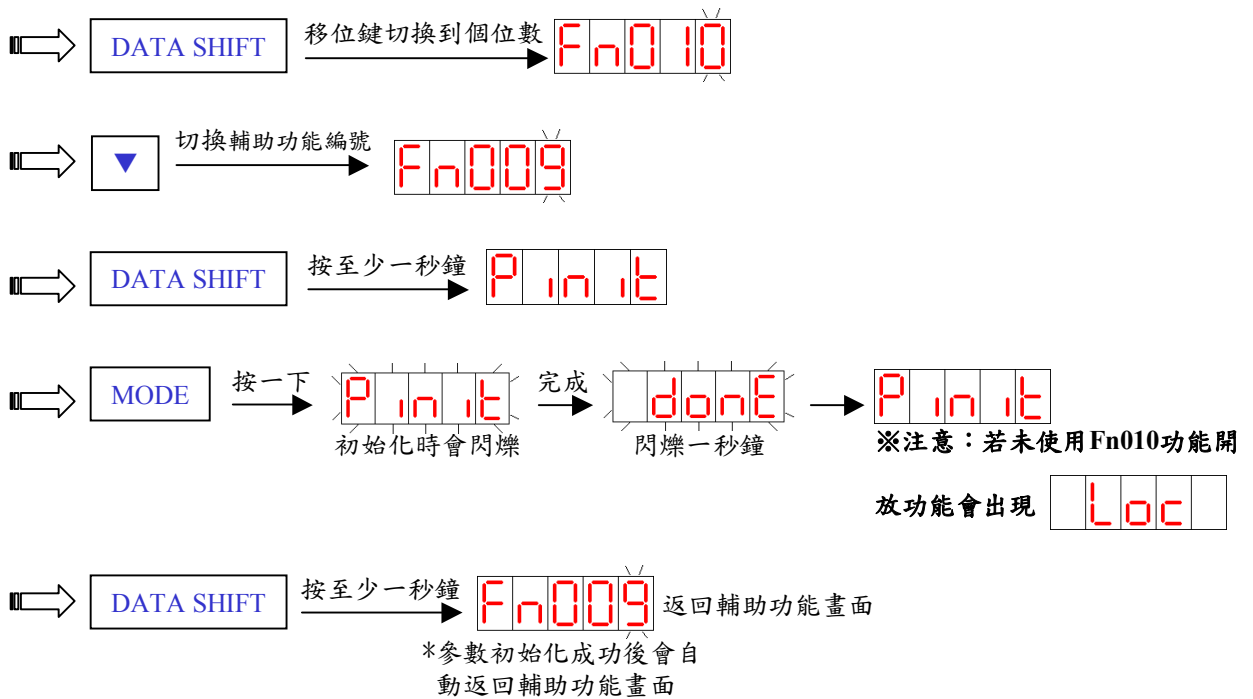 DATA SHIFT 移位鍵切換到個位數 Fn010
▼ 切換輔助功能編號 Fn009
DATA SHIFT 按至少一秒鐘 P init
MODE 按一下 P init 完成 donE P init
初始化時會閃爍 閃爍一秒鐘 ※注意：若未使用Fn010功能開
放功能會出現 Loc
DATA SHIFT 按至少一秒鐘 Fn009 返回輔助功能畫面
*參數初始化成功後會自
動返回輔助功能畫面